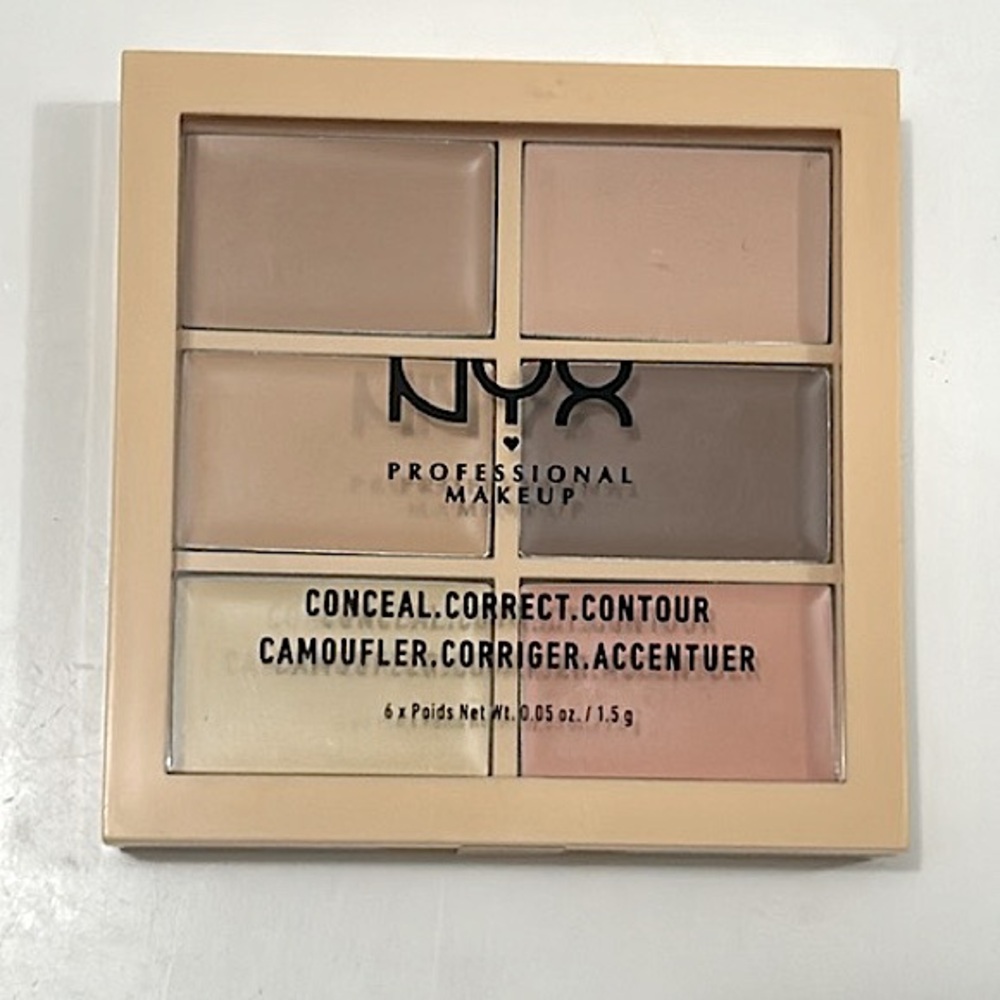 NYX
PROFESSIONAL
MAKEUP
CONCEAL.CORRECT.CONTOUR
CAMOUFLER.CORRIGER.ACCENTUER
6 x Poids Net Wt. 0.05 oz. / 1.5 g